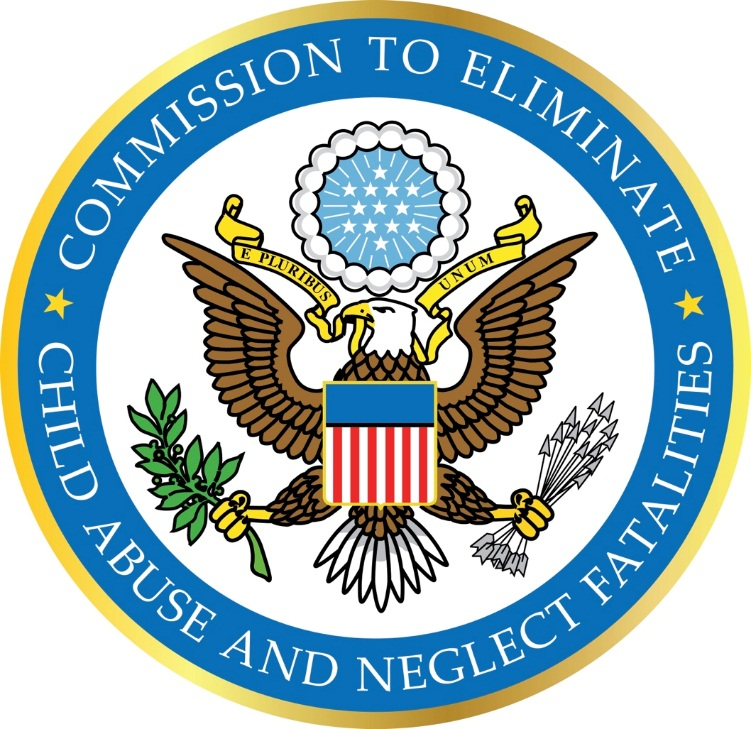 COMMISSION TO ELIMINATE
CHILD ABUSE AND NEGLECT FATALITIES
E PLURIBUS
UNUM